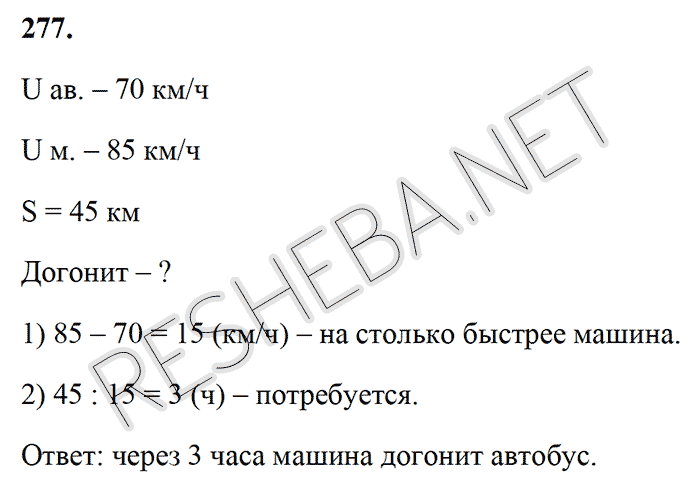 277.
U ав. – 70 км/ч
U м. – 85 км/ч
S = 45 км
Догонит – ?
1) 85 – 70 = 15 (км/ч) – на столько быстрее машина.
2) 45 : 15 = 3 (ч) – потребуется.
Ответ: через 3 часа машина догонит автобус.
RESHEBA.NET